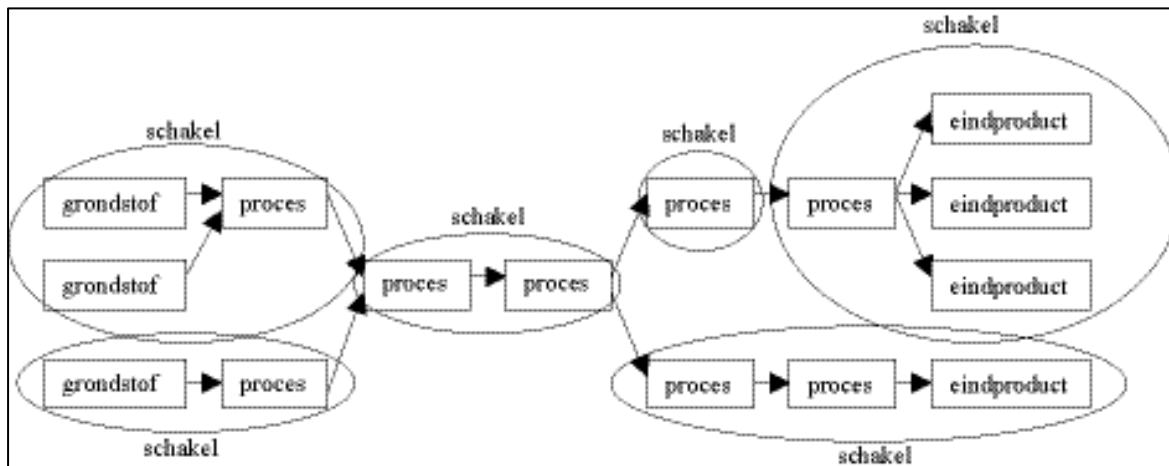 schakel
eindproduct
schakel
schakel
grondstof proces
proces proces eindproduct
schakel
grondstof
proces proces
eindproduct
grondstof proces
proces proces eindproduct
schakel
schakel